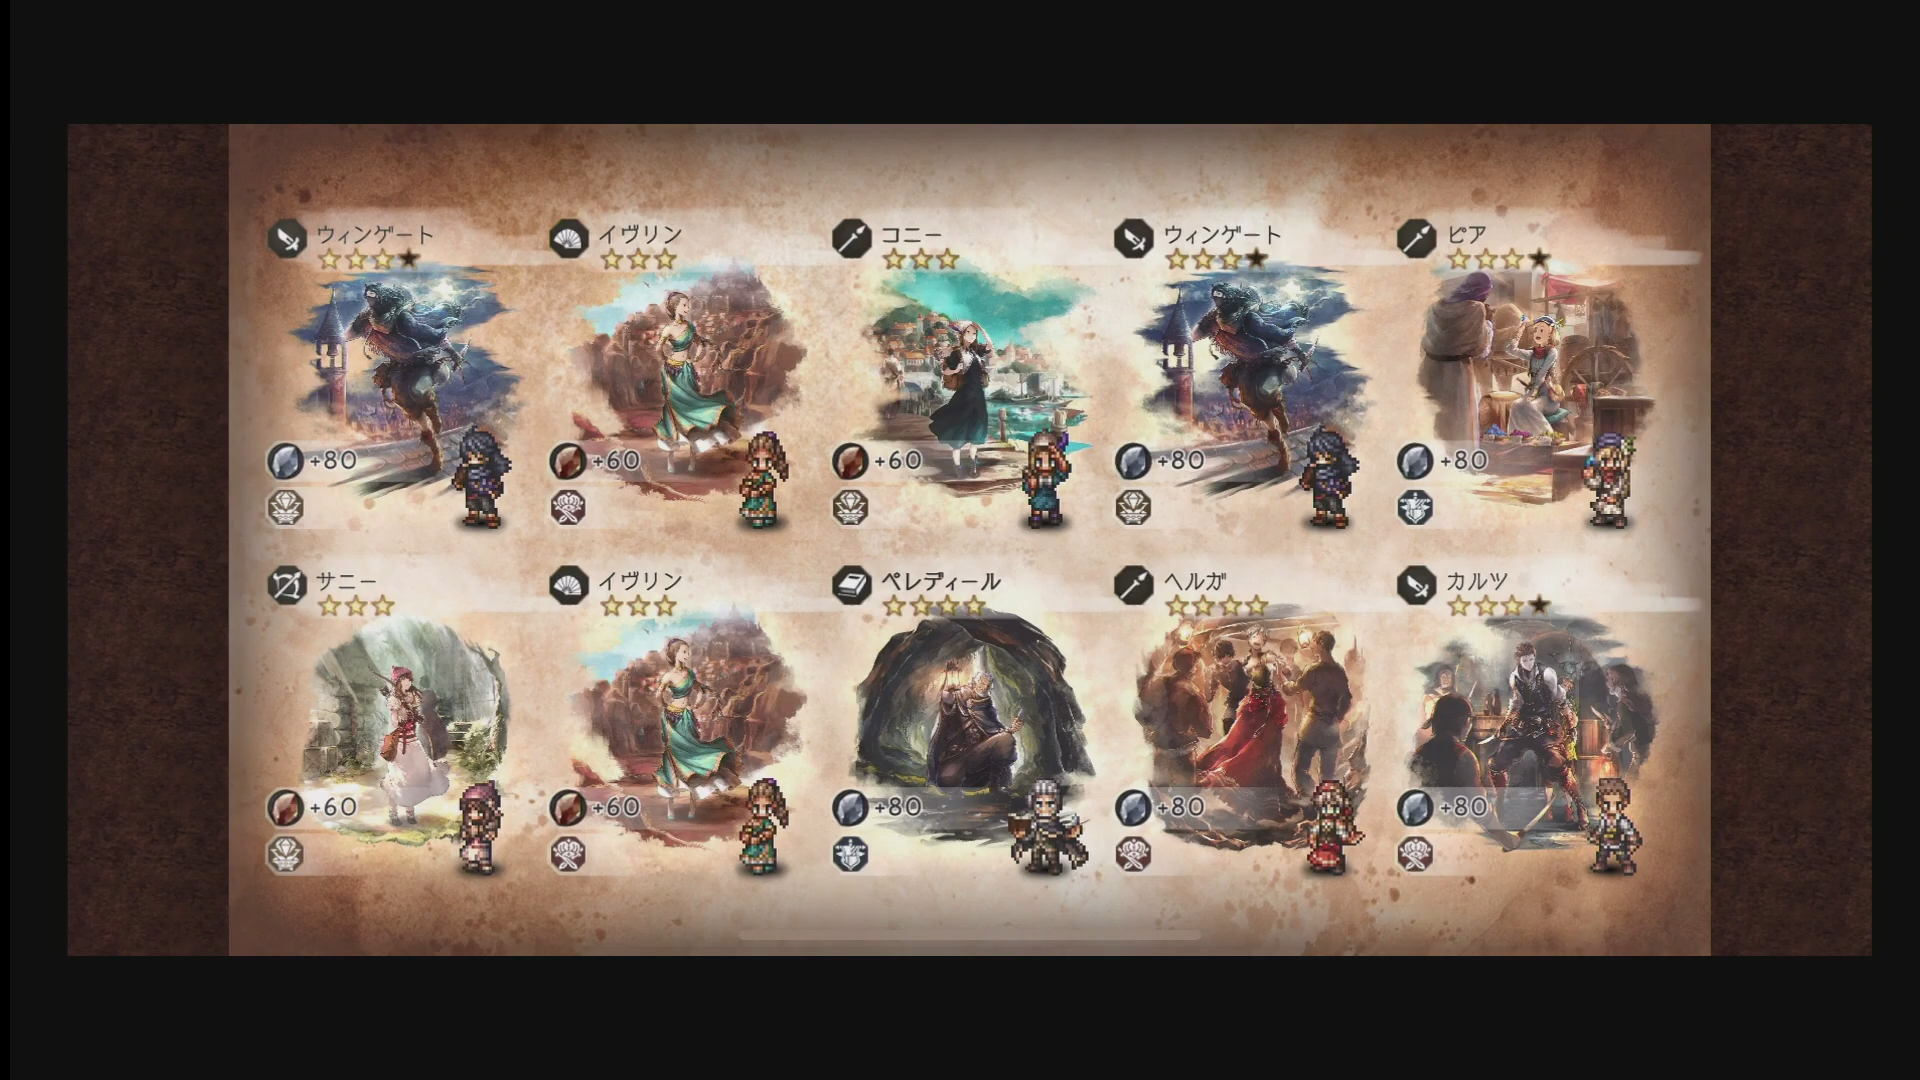 ウィンゲート
+80
イヴリン
+60
コニー
+60
ウィンゲート
+80
ピア
+80
サニー
+60
イヴリン
+60
ペレディール
+80
ヘルガ
+80
カルツ
+80